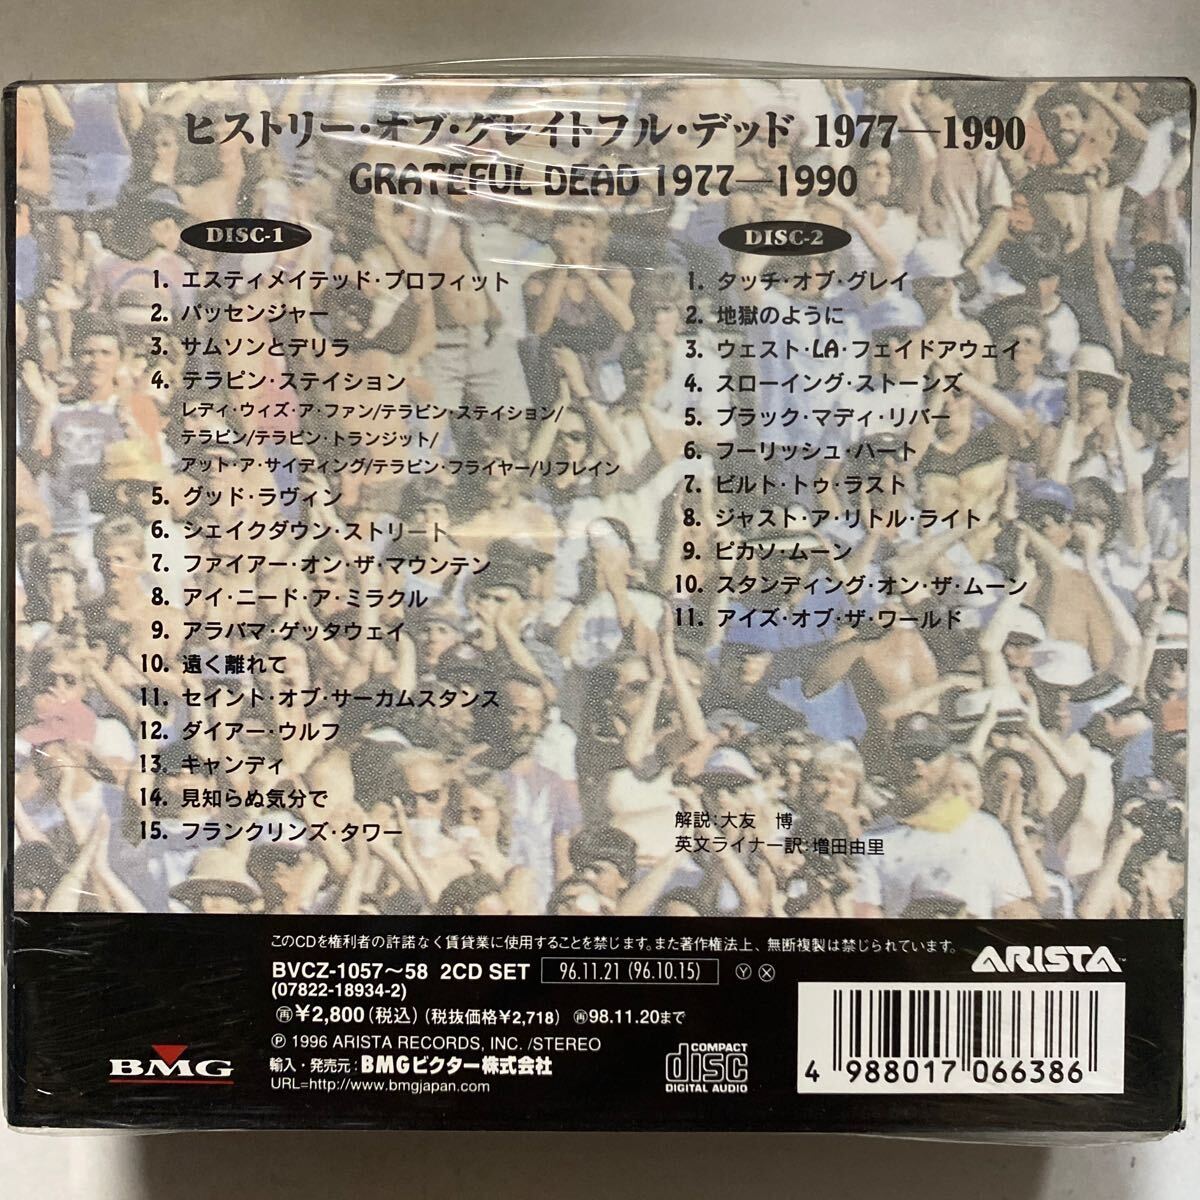 ヒストリー・オブ・グレイトフル・デッド 1977―1990
GRATEFUL DEAD 1977―1990
DISC-1
1. エスティメイテッド・プロフィット
2. パッセンジャー
3. サムソンとデリラ
4. テラピン・ステイション
レディ・ウィズ・ア・ファン/テラピン・ステイション/
テラピン/テラピン・トランジット/
アット・ア・サイディング/テラピン・フライヤー/リフレイン
5. グッド・ラヴィン
6. シェイクダウン・ストリート
7. ファイアー・オン・ザ・マウンテン
8. アイ・ニード・ア・ミラクル
9. アラバマ・ゲッタウェイ
10. 遠く離れて
11. セイント・オブ・サーカムスタンス
12. ダイアー・ウルフ
13. キャンディ
14. 見知らぬ気分で
15. フランクリンズ・タワー
DISC-2
1. タッチ・オブ・グレイ
2. 地獄のように
3. ウェスト・LA・フェイドアウェイ
4. スローイング・ストーンズ
5. ブラック・マディ・リバー
6. フーリッシュ・ハート
7. ビルト・トゥ・ラスト
8. ジャスト・ア・リトル・ライト
9. ピカソ・ムーン
10. スタンディング・オン・ザ・ムーン
11. アイズ・オブ・ザ・ワールド
解説:大友 博
英文ライナー訳:増田由里
このCDを権利者の許諾なく賃貸業に使用することを禁じます。また著作権法上、無断複製は禁じられています。
ARISTA™
BVCZ-1057〜58 2CD SET 96.11.21 (96.10.15) Ⓨ ⓧ
(07822-18934-2)
㊞¥2,800(税込)(税抜価格¥2,718) 再98.11.20まで
Ⓟ 1996 ARISTA RECORDS, INC. /STEREO
輸入・発売元:BMGビクター株式会社
URL=http://www.bmgjapan.com/
BMG
COMPACT disc DIGITAL AUDIO
4 988017 066386